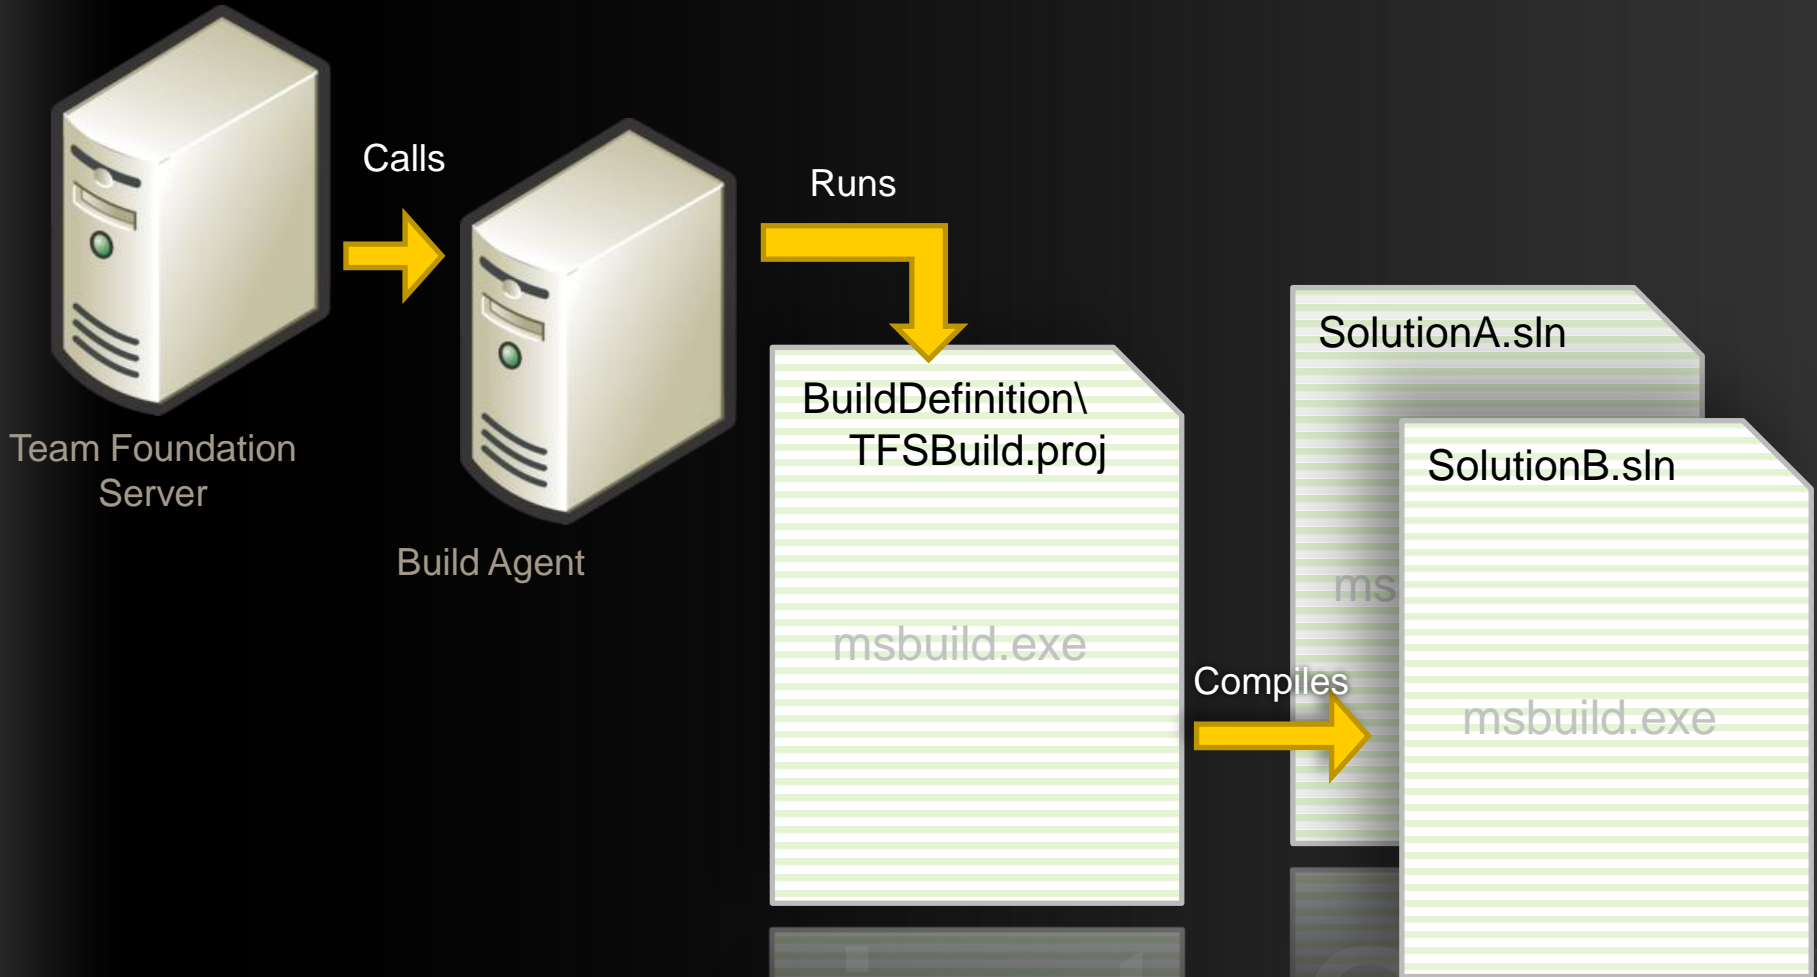 Calls
Runs
Team Foundation
Server
Build Agent
BuildDefinition\
TFSBuild.proj
msbuild.exe
Compiles
SolutionA.sln
ms
SolutionB.sln
msbuild.exe